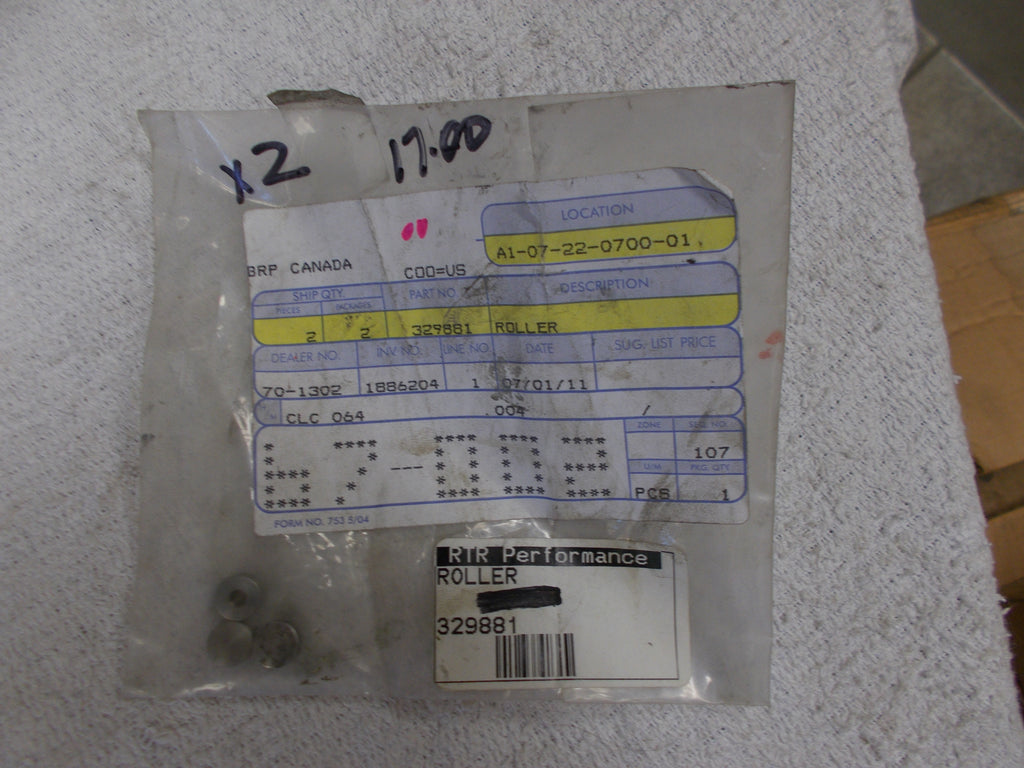 x2 17.00
LOCATION
A1-07-22-0700-01
BRP CANADA COO=US
SHIP QTY. PART NO. DESCRIPTION
PIECES PACKAGES
2 2 329881 ROLLER
DEALER NO. INV NO. LINE NO. DATE SUG. LIST PRICE
70-1302 1886204 1 07/01/11
CLC 064 004 /
ZONE SEQ. NO.
107
U/M PKG. QTY
PCS 1
FORM NO. 753 5/04
RTR Performance
ROLLER
329881